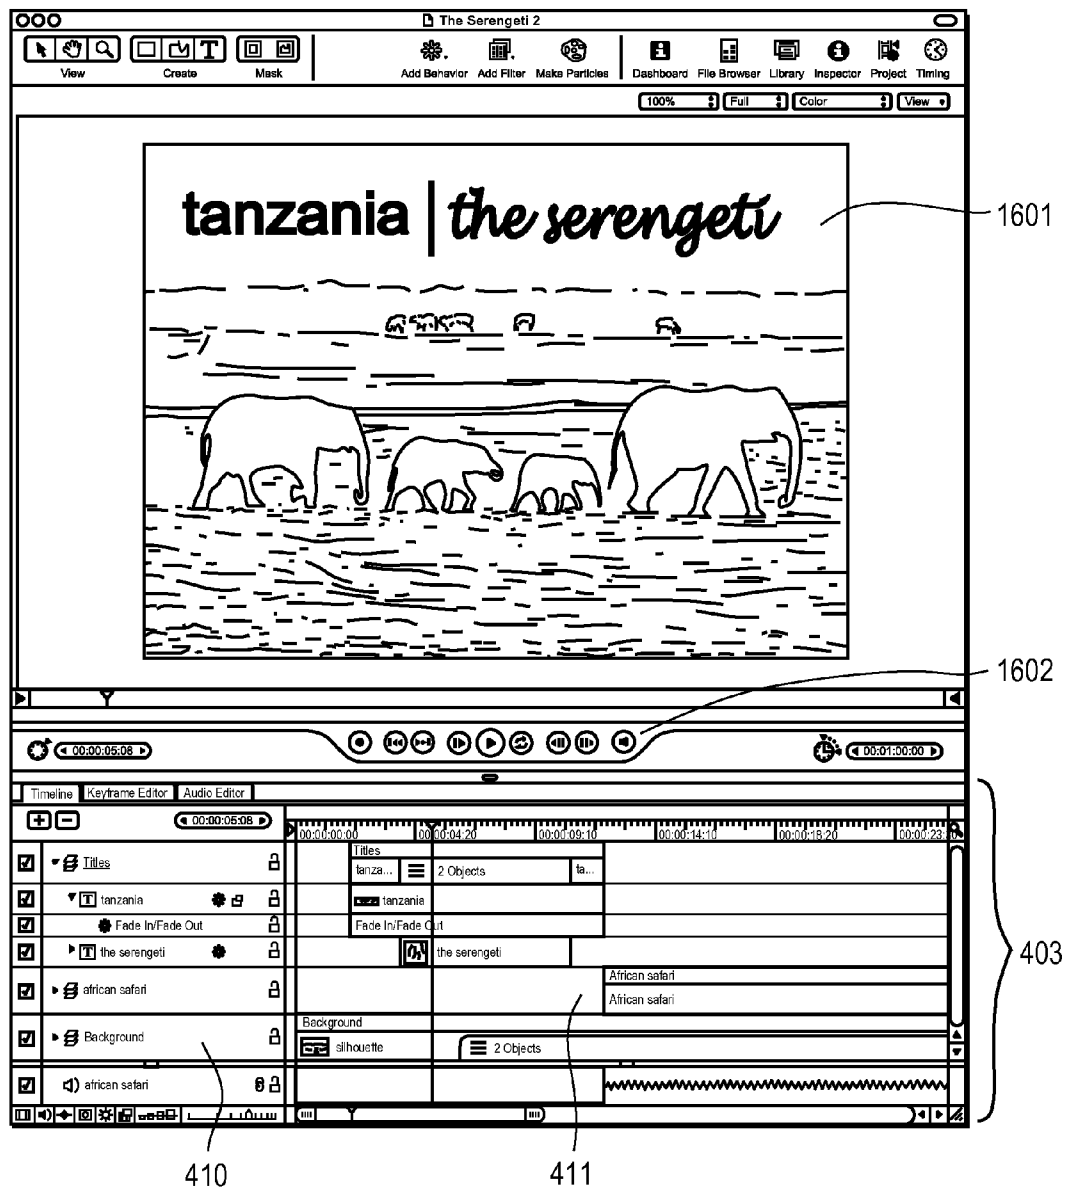 The Serengeti 2
T
View Create Mask Add Behavior Add Filter Make Particles Dashboard File Browser Library Inspector Project Timing
100% Full Color View
tanzania | the serengeti
1601
1602
00:00:05:08 00:01:00:00
Timeline Keyframe Editor Audio Editor
00:00:05:08
00:00:00:00 00:00:04:20 00:00:09:10 00:00:14:10 00:00:18:20 00:00:23:
Titles
Titles tanza... 2 Objects ta...
T tanzania tanzania
Fade In/Fade Out Fade In/Fade Out
T the serengeti the serengeti
403
African safari
african safari African safari
411
Background
Background silhouette 2 Objects
african safari
410